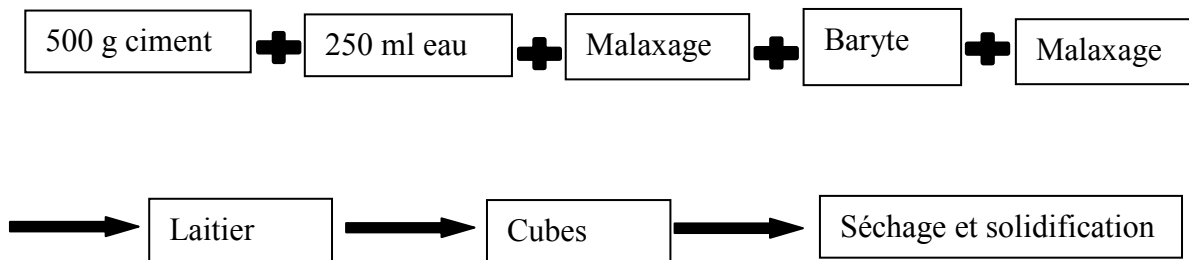 500 g ciment + 250 ml eau + Malaxage + Baryte + Malaxage
Laitier Cubes Séchage et solidification